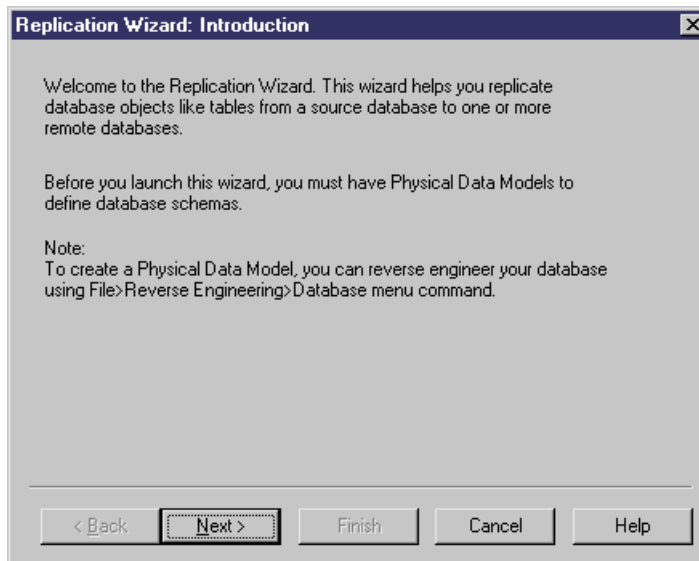 Replication Wizard: Introduction
Welcome to the Replication Wizard. This wizard helps you replicate
database objects like tables from a source database to one or more
remote databases.
Before you launch this wizard, you must have Physical Data Models to
define database schemas.
Note:
To create a Physical Data Model, you can reverse engineer your database
using File>Reverse Engineering>Database menu command.
< Back
Next >
Finish
Cancel
Help